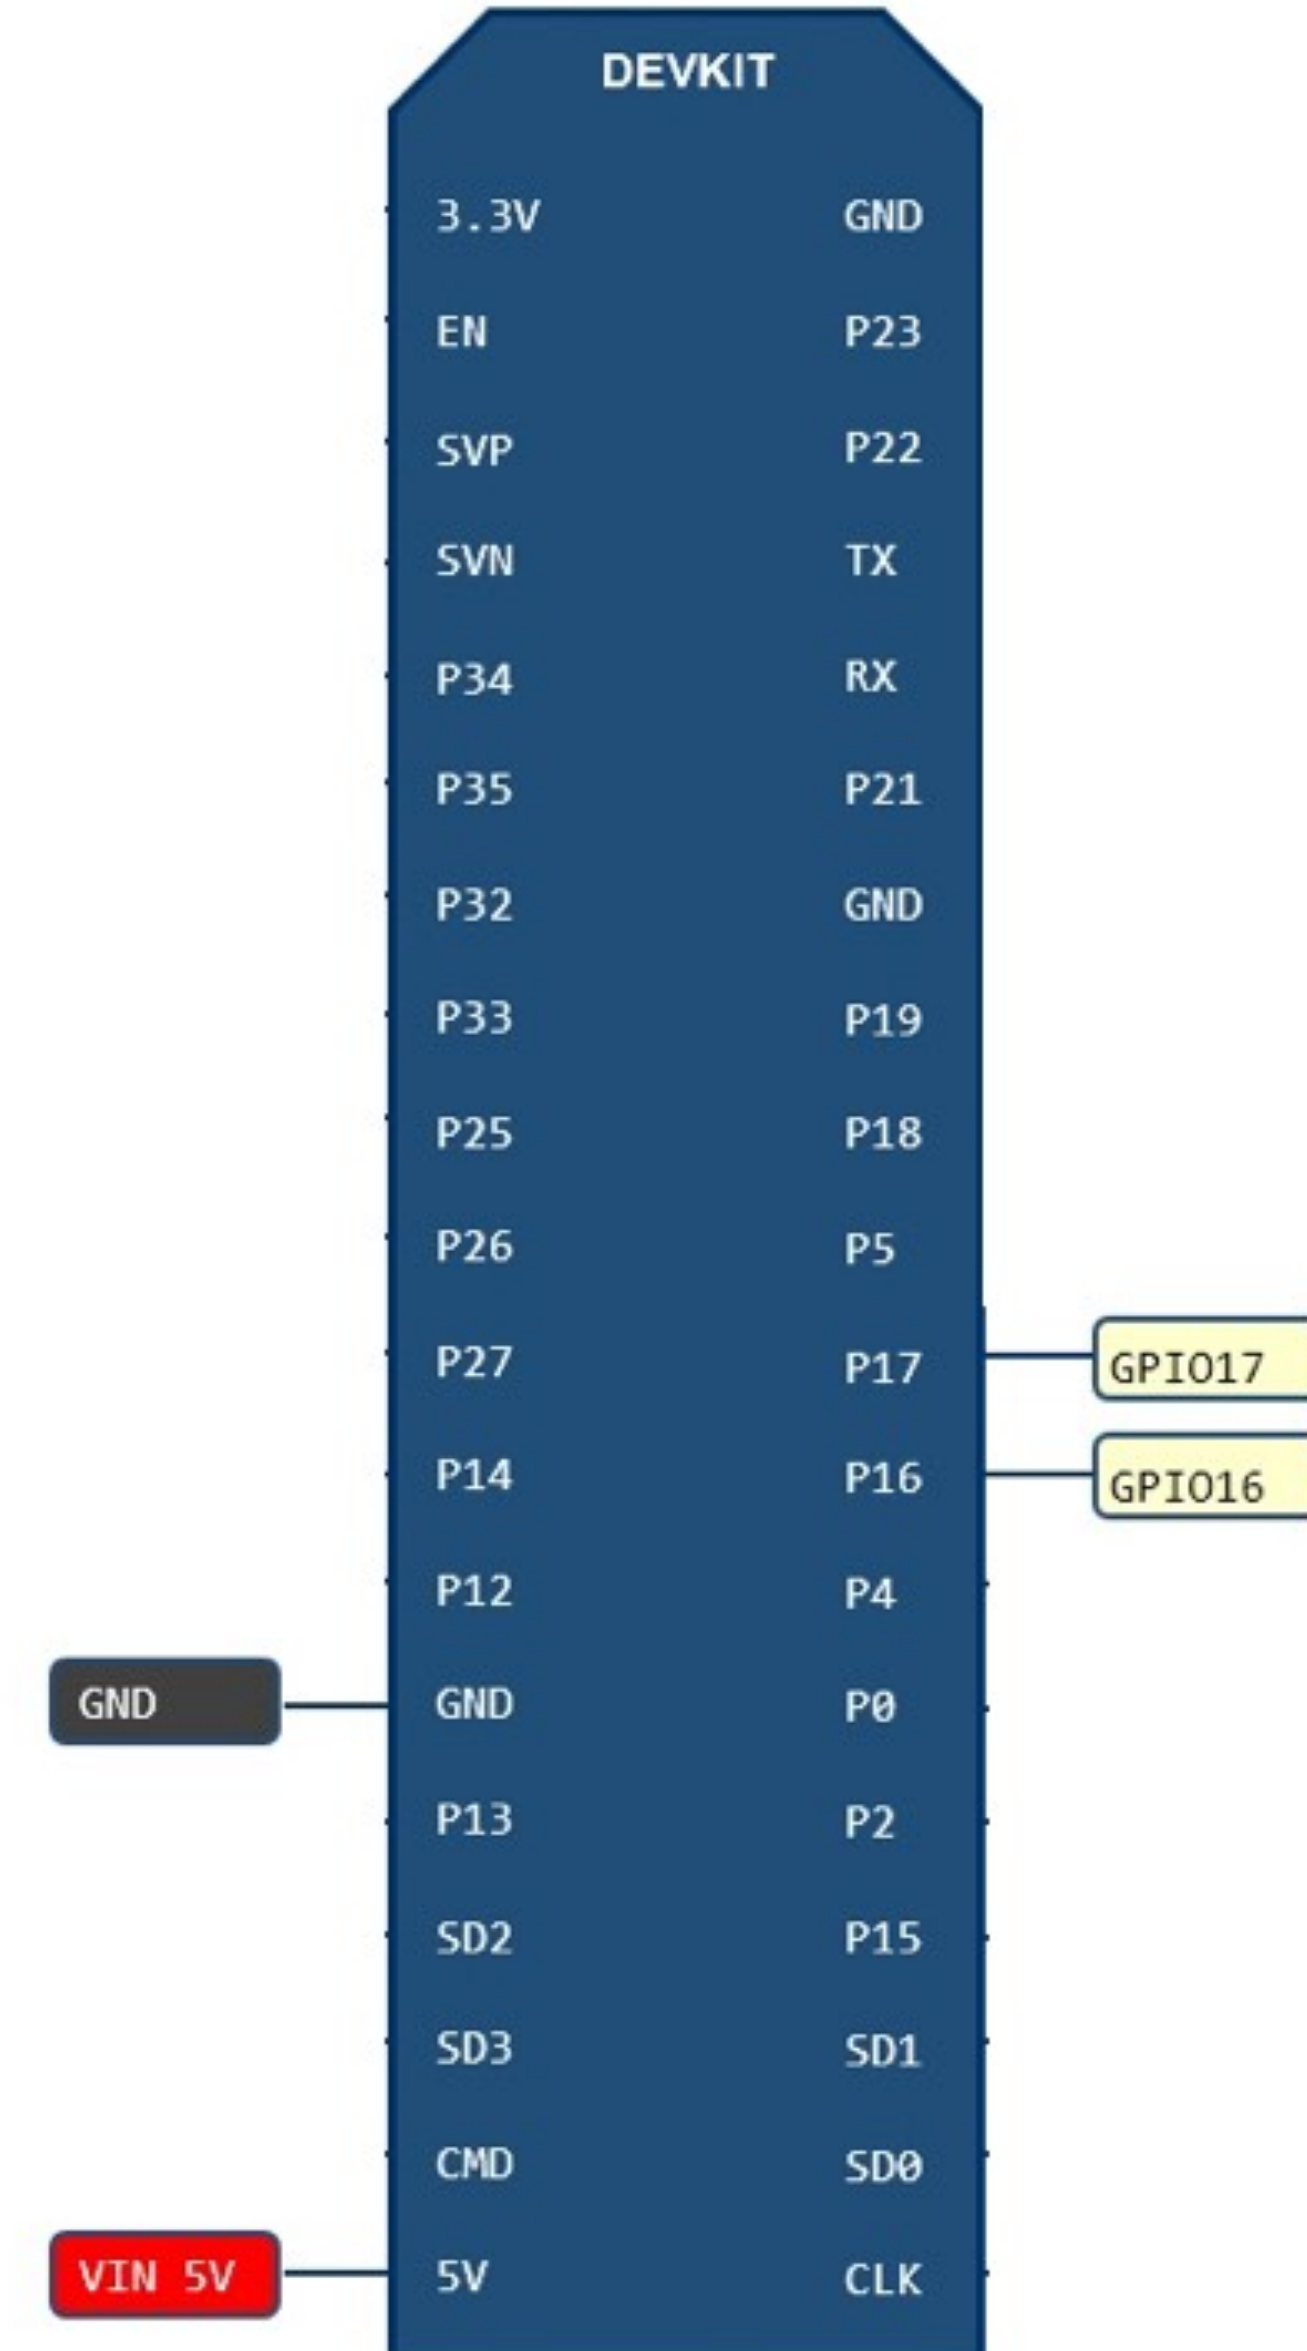 DEVKIT
3.3V GND
EN P23
SVP P22
SVN TX
P34 RX
P35 P21
P32 GND
P33 P19
P25 P18
P26 P5
P27 P17 GPIO17
P14 P16 GPIO16
P12 P4
GND GND P0
P13 P2
SD2 P15
SD3 SD1
CMD SD0
VIN 5V 5V CLK